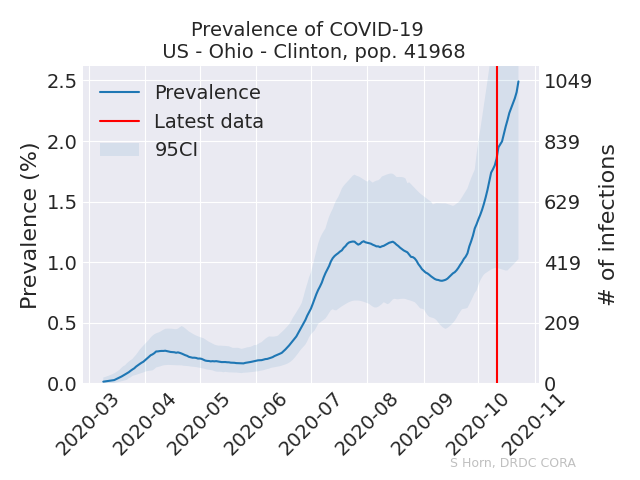 Prevalence of COVID-19
US - Ohio - Clinton, pop. 41968
Prevalence
Latest data
95CI
Prevalence (%)
2.5
2.0
1.5
1.0
0.5
0.0
1049
839
629
419
209
0
# of infections
2020-03
2020-04
2020-05
2020-06
2020-07
2020-08
2020-09
2020-10
2020-11
S Horn, DRDC CORA